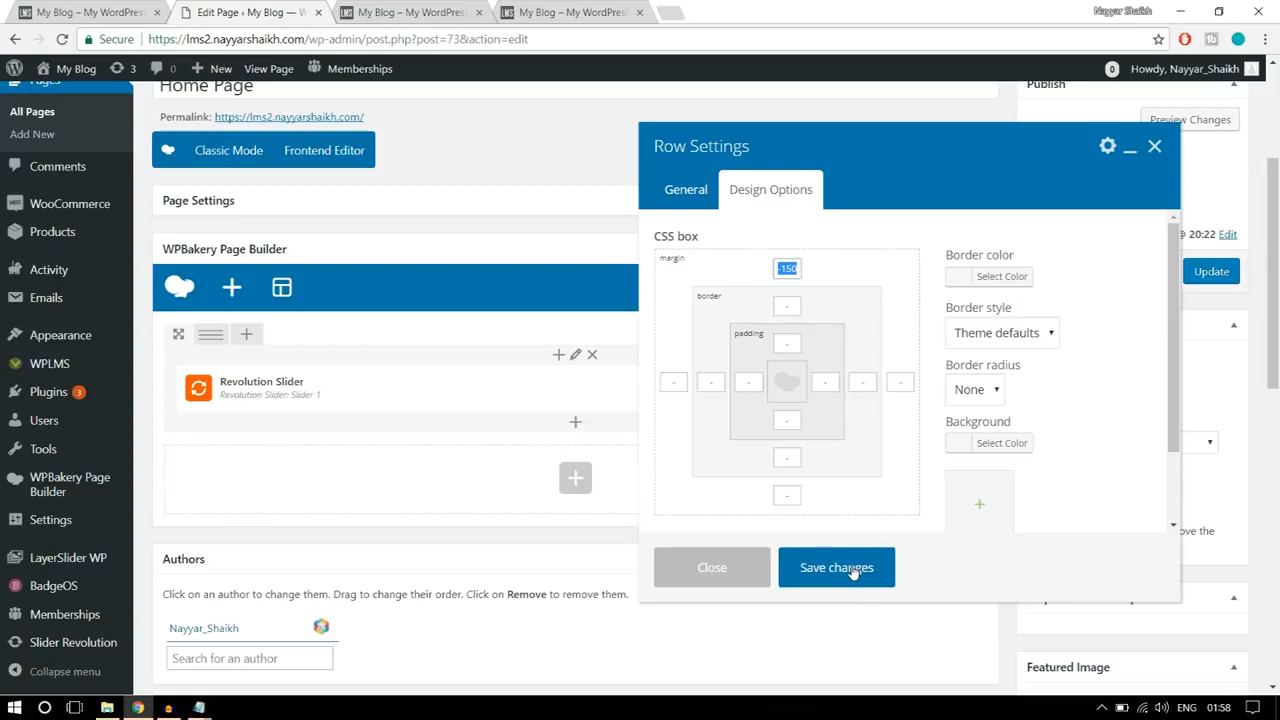 My Blog – My WordPress
Edit Page ‹ My Blog —
My Blog – My WordPress
My Blog – My WordPress
Nayyar Shaikh
Secure
https://lms2.nayyarshaikh.com/wp-admin/post.php?post=73&action=edit
My Blog
3
0
New
View Page
Memberships
0
Howdy, Nayyar_Shaikh
Pages
All Pages
Add New
Comments
WooCommerce
Products
Activity
Emails
Appearance
WPLMS
Plugins 3
Users
Tools
WPBakery Page
Builder
Settings
LayerSlider WP
BadgeOS
Memberships
Slider Revolution
Collapse menu
Home Page
Permalink: https://lms2.nayyarshaikh.com/
Classic Mode
Frontend Editor
Page Settings
WPBakery Page Builder
Revolution Slider
Revolution Slider: Slider 1
Authors
Click on an author to change them. Drag to change their order. Click on Remove to remove them.
Nayyar_Shaikh
Search for an author
Row Settings
General
Design Options
CSS box
margin
-150
border
padding
Border color
Select Color
Border style
Theme defaults
Border radius
None
Background
Select Color
Close
Save changes
Publish
Preview Changes
@ 20:22 Edit
Update
ove the
Featured Image
ENG
01:58